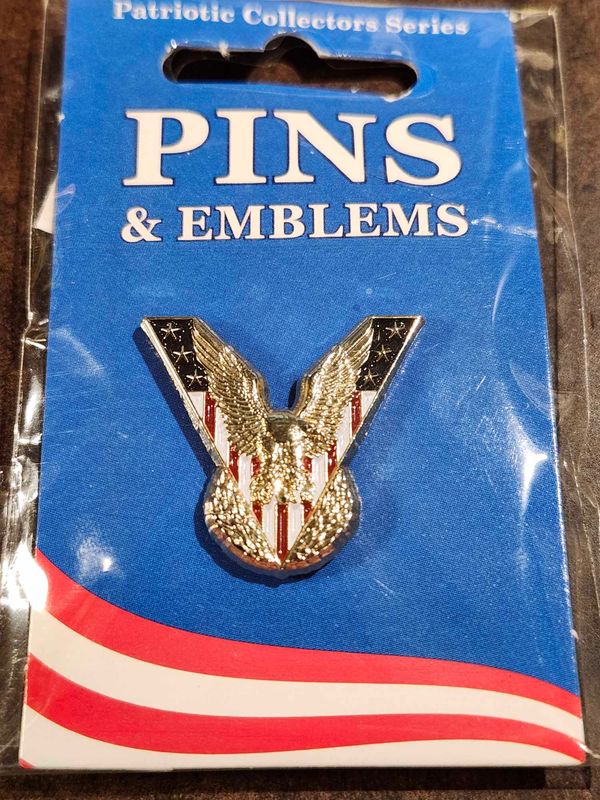 Patriotic Collectors Series
PINS
& EMBLEMS